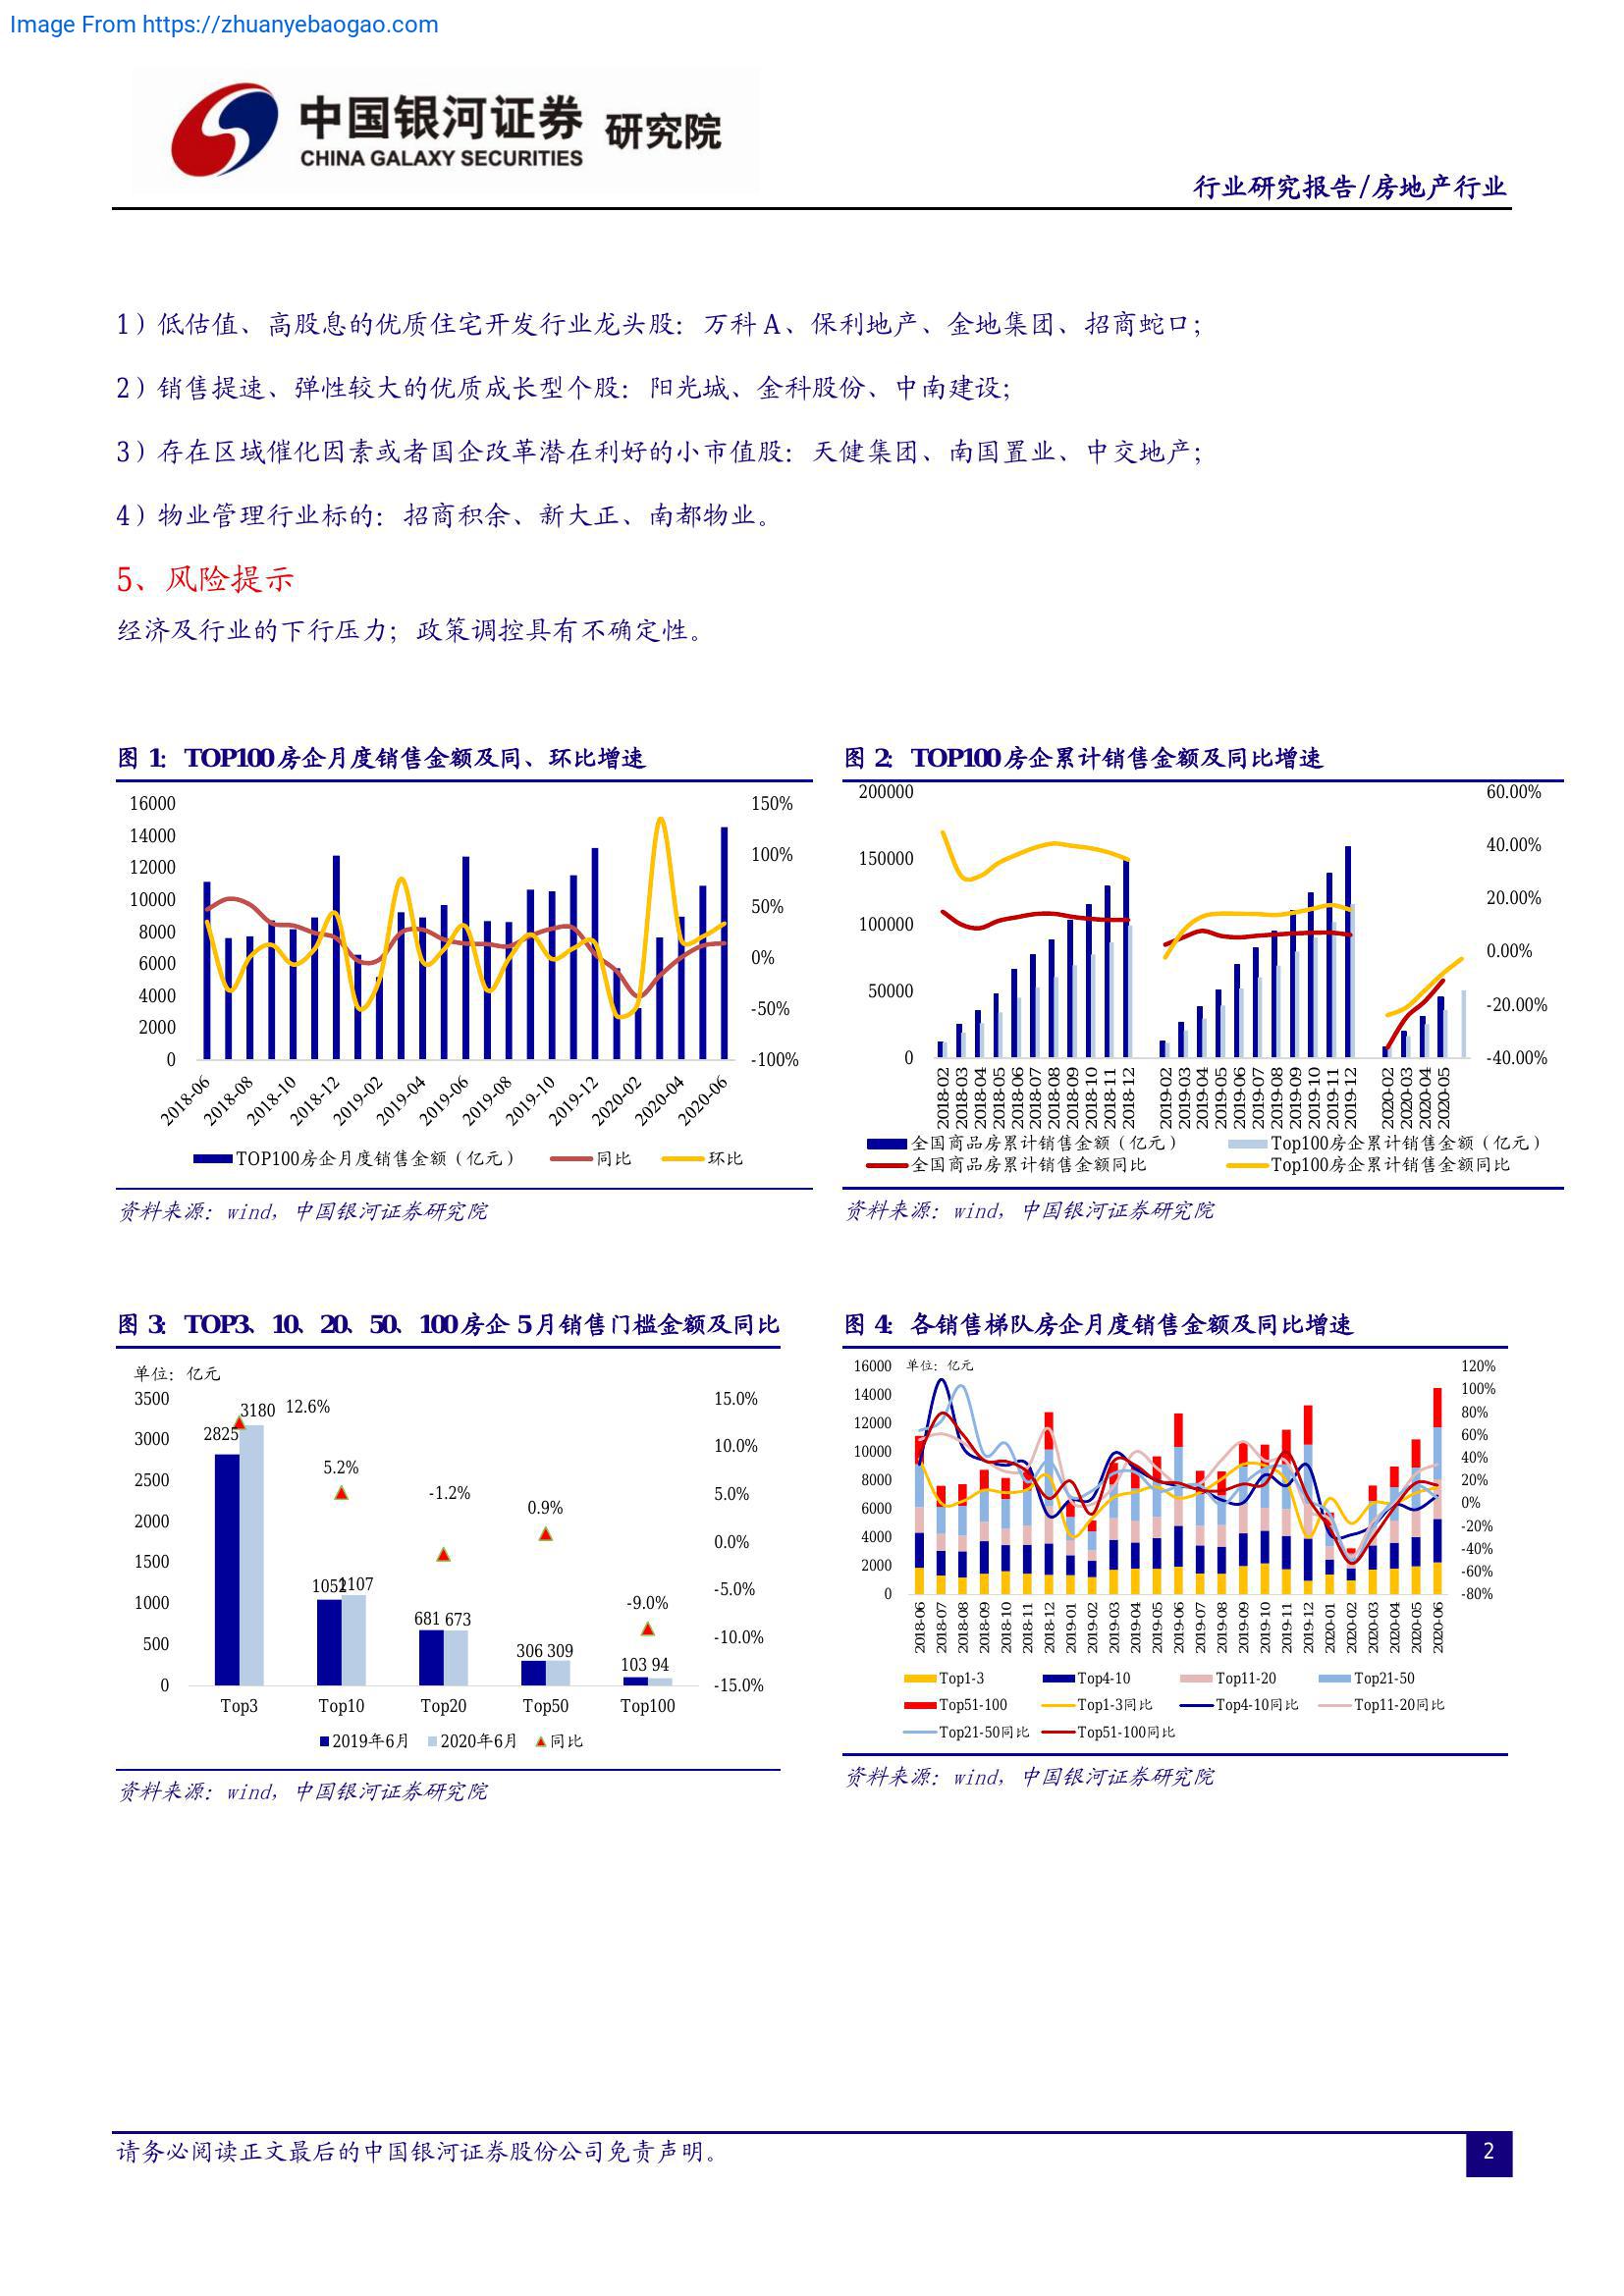 Image From https://zhuanyebaogao.com
中国银河证券 研究院
CHINA GALAXY SECURITIES
行业研究报告/房地产行业
1）低估值、高股息的优质住宅开发行业龙头股：万科 A、保利地产、金地集团、招商蛇口；
2）销售提速、弹性较大的优质成长型个股：阳光城、金科股份、中南建设；
3）存在区域催化因素或者国企改革潜在利好的小市值股：天健集团、南国置业、中交地产；
4）物业管理行业标的：招商积余、新大正、南都物业。
5、风险提示
经济及行业的下行压力；政策调控具有不确定性。
图 1：TOP100 房企月度销售金额及同、环比增速
16000
14000
12000
10000
8000
6000
4000
2000
0
150%
100%
50%
0%
-50%
-100%
2018-06 2018-08 2018-10 2018-12 2019-02 2019-04 2019-06 2019-08 2019-10 2019-12 2020-02 2020-04 2020-06
TOP100房企月度销售金额（亿元） 同比 环比
资料来源：wind，中国银河证券研究院
图 2：TOP100 房企累计销售金额及同比增速
200000
150000
100000
50000
0
60.00%
40.00%
20.00%
0.00%
-20.00%
-40.00%
2018-02 2018-03 2018-04 2018-05 2018-06 2018-07 2018-08 2018-09 2018-10 2018-11 2018-12 2019-02 2019-03 2019-04 2019-05 2019-06 2019-07 2019-08 2019-09 2019-10 2019-11 2019-12 2020-02 2020-03 2020-04 2020-05
全国商品房累计销售金额（亿元） Top100房企累计销售金额（亿元）
全国商品房累计销售金额同比 Top100房企累计销售金额同比
资料来源：wind，中国银河证券研究院
图 3：TOP3、10、20、50、100 房企 5 月销售门槛金额及同比
单位：亿元
3500
3000
2500
2000
1500
1000
500
0
2825 3180 12.6%
1052 1107 5.2%
681 673 -1.2%
306 309 0.9%
103 94 -9.0%
15.0%
10.0%
5.0%
0.0%
-5.0%
-10.0%
-15.0%
Top3 Top10 Top20 Top50 Top100
2019年6月 2020年6月 同比
资料来源：wind，中国银河证券研究院
图 4：各销售梯队房企月度销售金额及同比增速
单位：亿元
16000
14000
12000
10000
8000
6000
4000
2000
0
120%
100%
80%
60%
40%
20%
0%
-20%
-40%
-60%
-80%
2018-06 2018-07 2018-08 2018-09 2018-10 2018-11 2018-12 2019-01 2019-02 2019-03 2019-04 2019-05 2019-06 2019-07 2019-08 2019-09 2019-10 2019-11 2019-12 2020-01 2020-02 2020-03 2020-04 2020-05 2020-06
Top1-3 Top4-10 Top11-20 Top21-50
Top51-100 Top1-3同比 Top4-10同比 Top11-20同比
Top21-50同比 Top51-100同比
资料来源：wind，中国银河证券研究院
请务必阅读正文最后的中国银河证券股份公司免责声明。
2